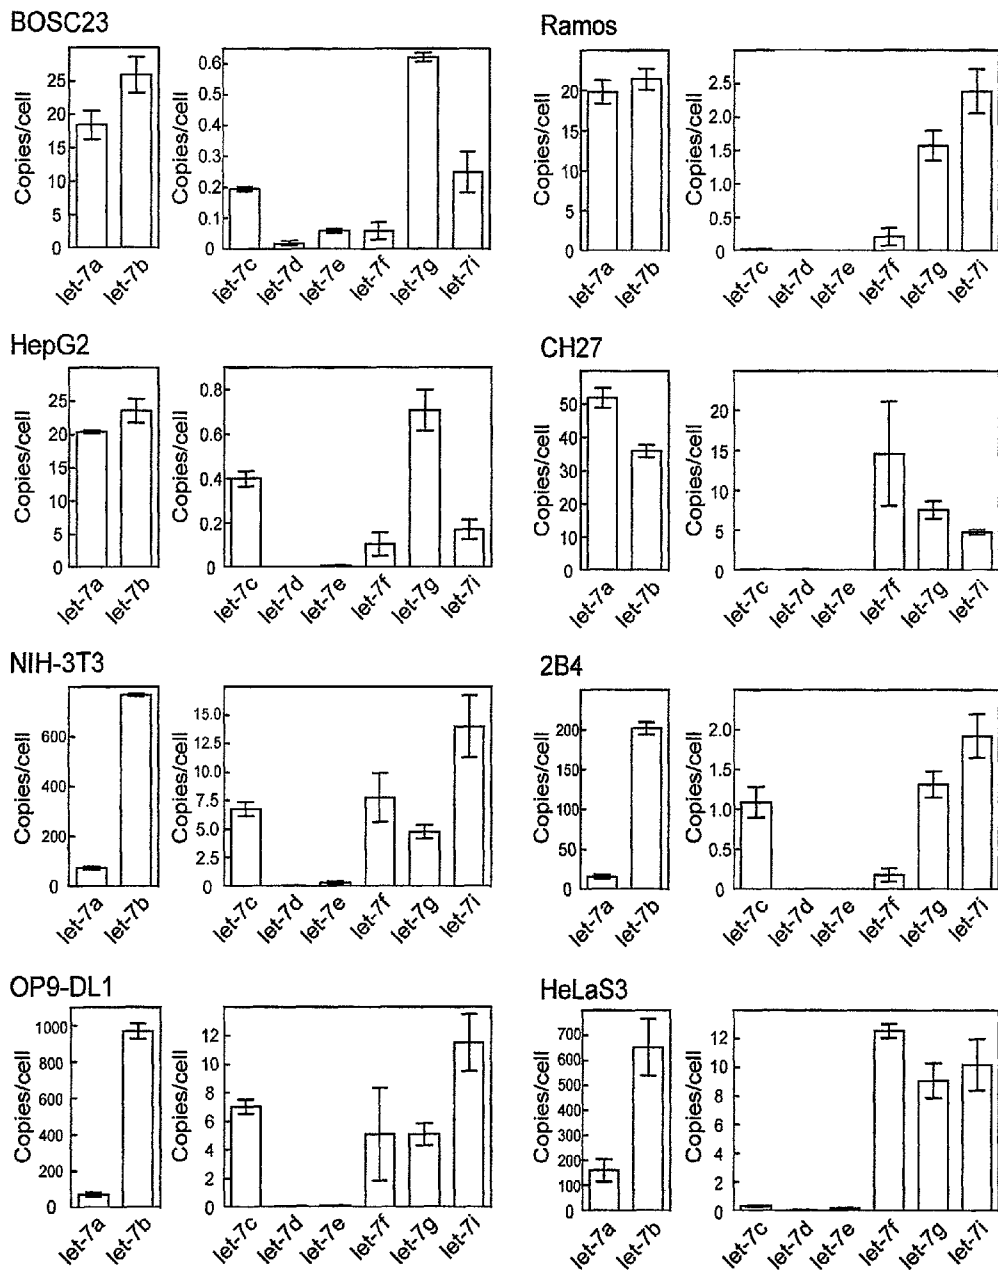 BOSC23
Copies/cell
25
20
15
10
5
0
let-7a
let-7b
Copies/cell
0.6
0.5
0.4
0.3
0.2
0.1
0
let-7c
let-7d
let-7e
let-7f
let-7g
let-7i
Ramos
Copies/cell
20
15
10
5
0
let-7a
let-7b
Copies/cell
2.5
2.0
1.5
1.0
0.5
0
let-7c
let-7d
let-7e
let-7f
let-7g
let-7i
HepG2
Copies/cell
25
20
15
10
5
0
let-7a
let-7b
Copies/cell
0.8
0.6
0.4
0.2
0
let-7c
let-7d
let-7e
let-7f
let-7g
let-7i
CH27
Copies/cell
50
40
30
20
10
0
let-7a
let-7b
Copies/cell
20
15
10
5
0
let-7c
let-7d
let-7e
let-7f
let-7g
let-7i
NIH-3T3
Copies/cell
600
400
200
0
let-7a
let-7b
Copies/cell
15.0
12.5
10.0
7.5
5.0
2.5
0
let-7c
let-7d
let-7e
let-7f
let-7g
let-7i
2B4
Copies/cell
200
150
100
50
0
let-7a
let-7b
Copies/cell
2.0
1.5
1.0
0.5
0
let-7c
let-7d
let-7e
let-7f
let-7g
let-7i
OP9-DL1
Copies/cell
1000
800
600
400
200
0
let-7a
let-7b
Copies/cell
12
10
8
6
4
2
0
let-7c
let-7d
let-7e
let-7f
let-7g
let-7i
HeLaS3
Copies/cell
700
600
500
400
300
200
100
let-7a
let-7b
Copies/cell
12
10
8
6
4
2
0
let-7c
let-7d
let-7e
let-7f
let-7g
let-7i